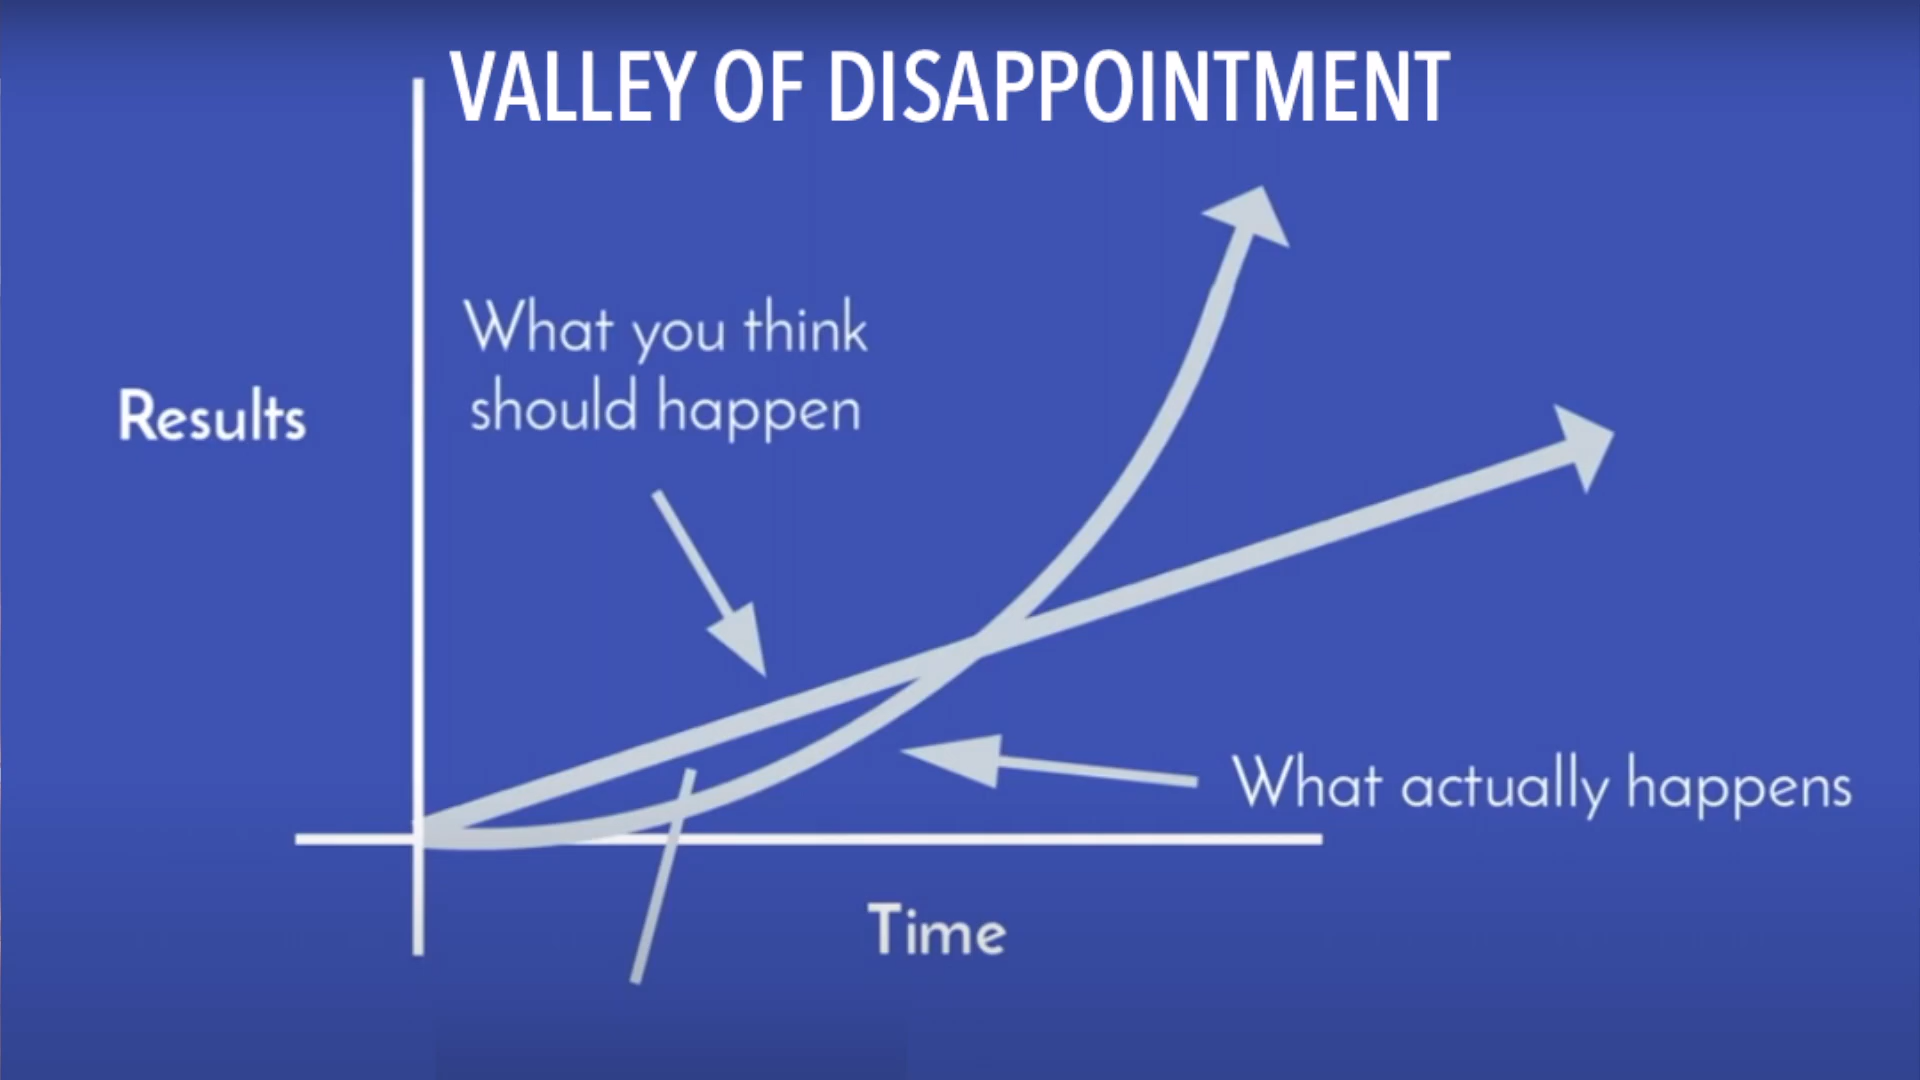 VALLEY OF DISAPPOINTMENT
What you think
should happen
Results
What actually happens
Time